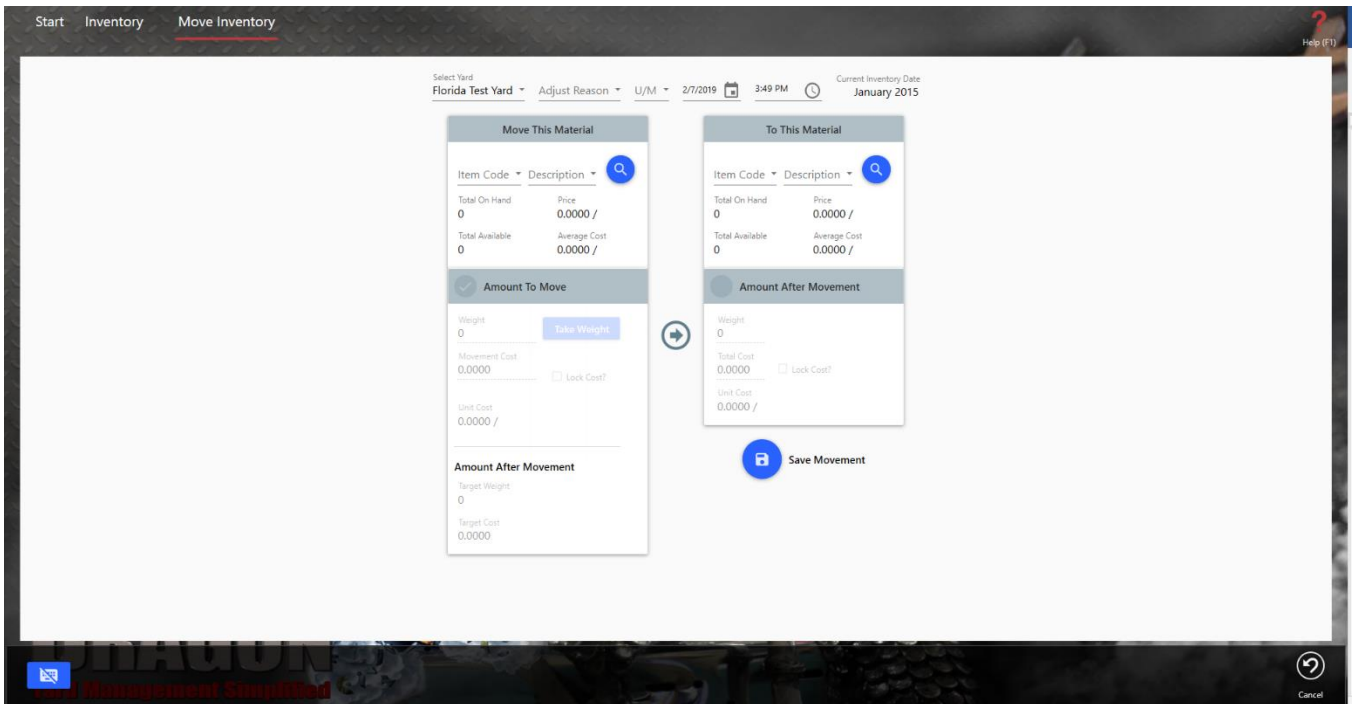 Start Inventory Move Inventory
?
Help (F1)
Select Yard
Florida Test Yard Adjust Reason U/M 2/7/2019 3:49 PM
Current Inventory Date
January 2015
Move This Material
Item Code Description
Total On Hand Price
0 0.0000 /
Total Available Average Cost
0 0.0000 /
Amount To Move
Weight
0
Take Weight
Movement Cost
0.0000
Lock Cost?
Unit Cost
0.0000 /
Amount After Movement
Target Weight
0
Target Cost
0.0000
To This Material
Item Code Description
Total On Hand Price
0 0.0000 /
Total Available Average Cost
0 0.0000 /
Amount After Movement
Weight
0
Total Cost
0.0000
Lock Cost?
Unit Cost
0.0000 /
Save Movement
DRAGON
Management Simplified
Cancel